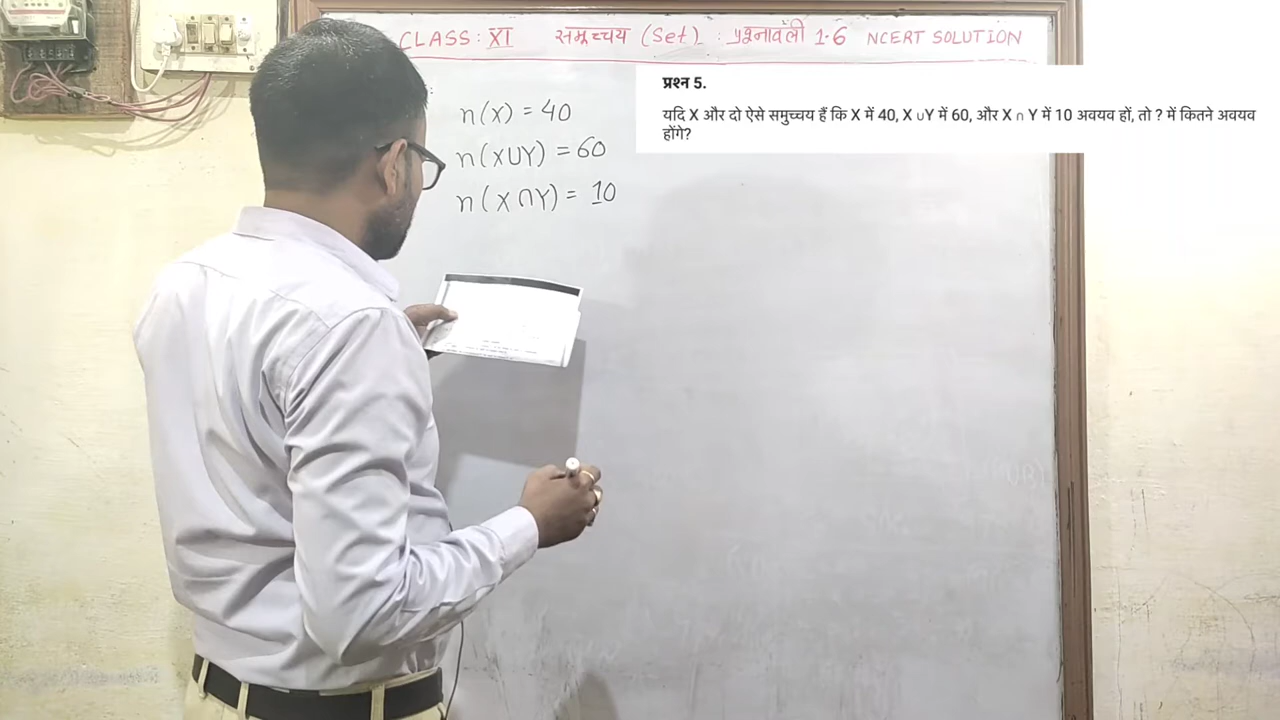 CLASS: XI समुच्चय (Set) : प्रश्नावली 1.6 NCERT SOLUTION
प्रश्न 5.
यदि X और दो ऐसे समुच्चय हैं कि X में 40, X ∪Y में 60, और X ∩ Y में 10 अवयव हों, तो ? में कितने अवयव
होंगे?
n(X) = 40
n(X∪Y) = 60
n(X∩Y) = 10